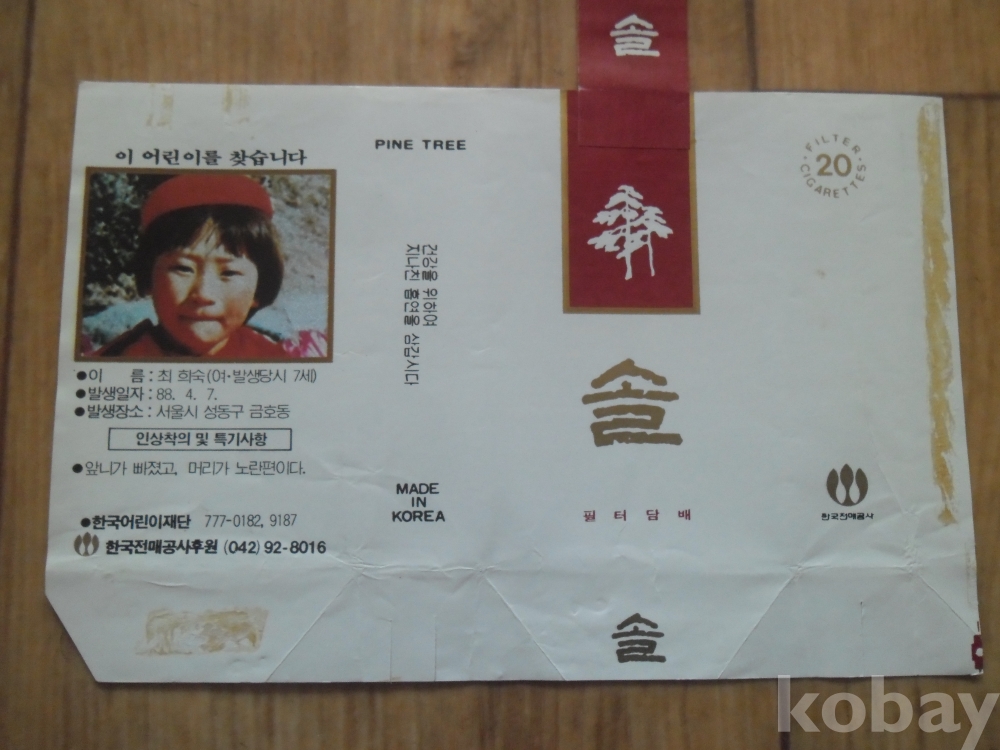 솔
이 어린이를 찾습니다
●이 름 : 최 희숙(여·발생당시 7세)
●발생일자 : 88. 4. 7.
●발생장소 : 서울시 성동구 금호동
인상착의 및 특기사항
●앞니가 빠졌고, 머리가 노란편이다.
●한국어린이재단 777-0182, 9187
한국전매공사후원 (042) 92-8016
PINE TREE
건강을 위하여
지나친 흡연을 삼갑시다
MADE
IN
KOREA
솔
필터담배
솔
FILTER
20
CIGARETTES
한국전매공사
kobay